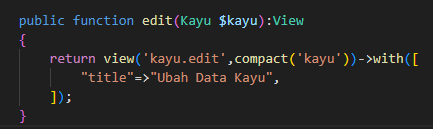 public function edit(Kayu $kayu):View
{
    return view('kayu.edit',compact('kayu'))->with([
        "title"=>"Ubah Data Kayu",
    ]);
}